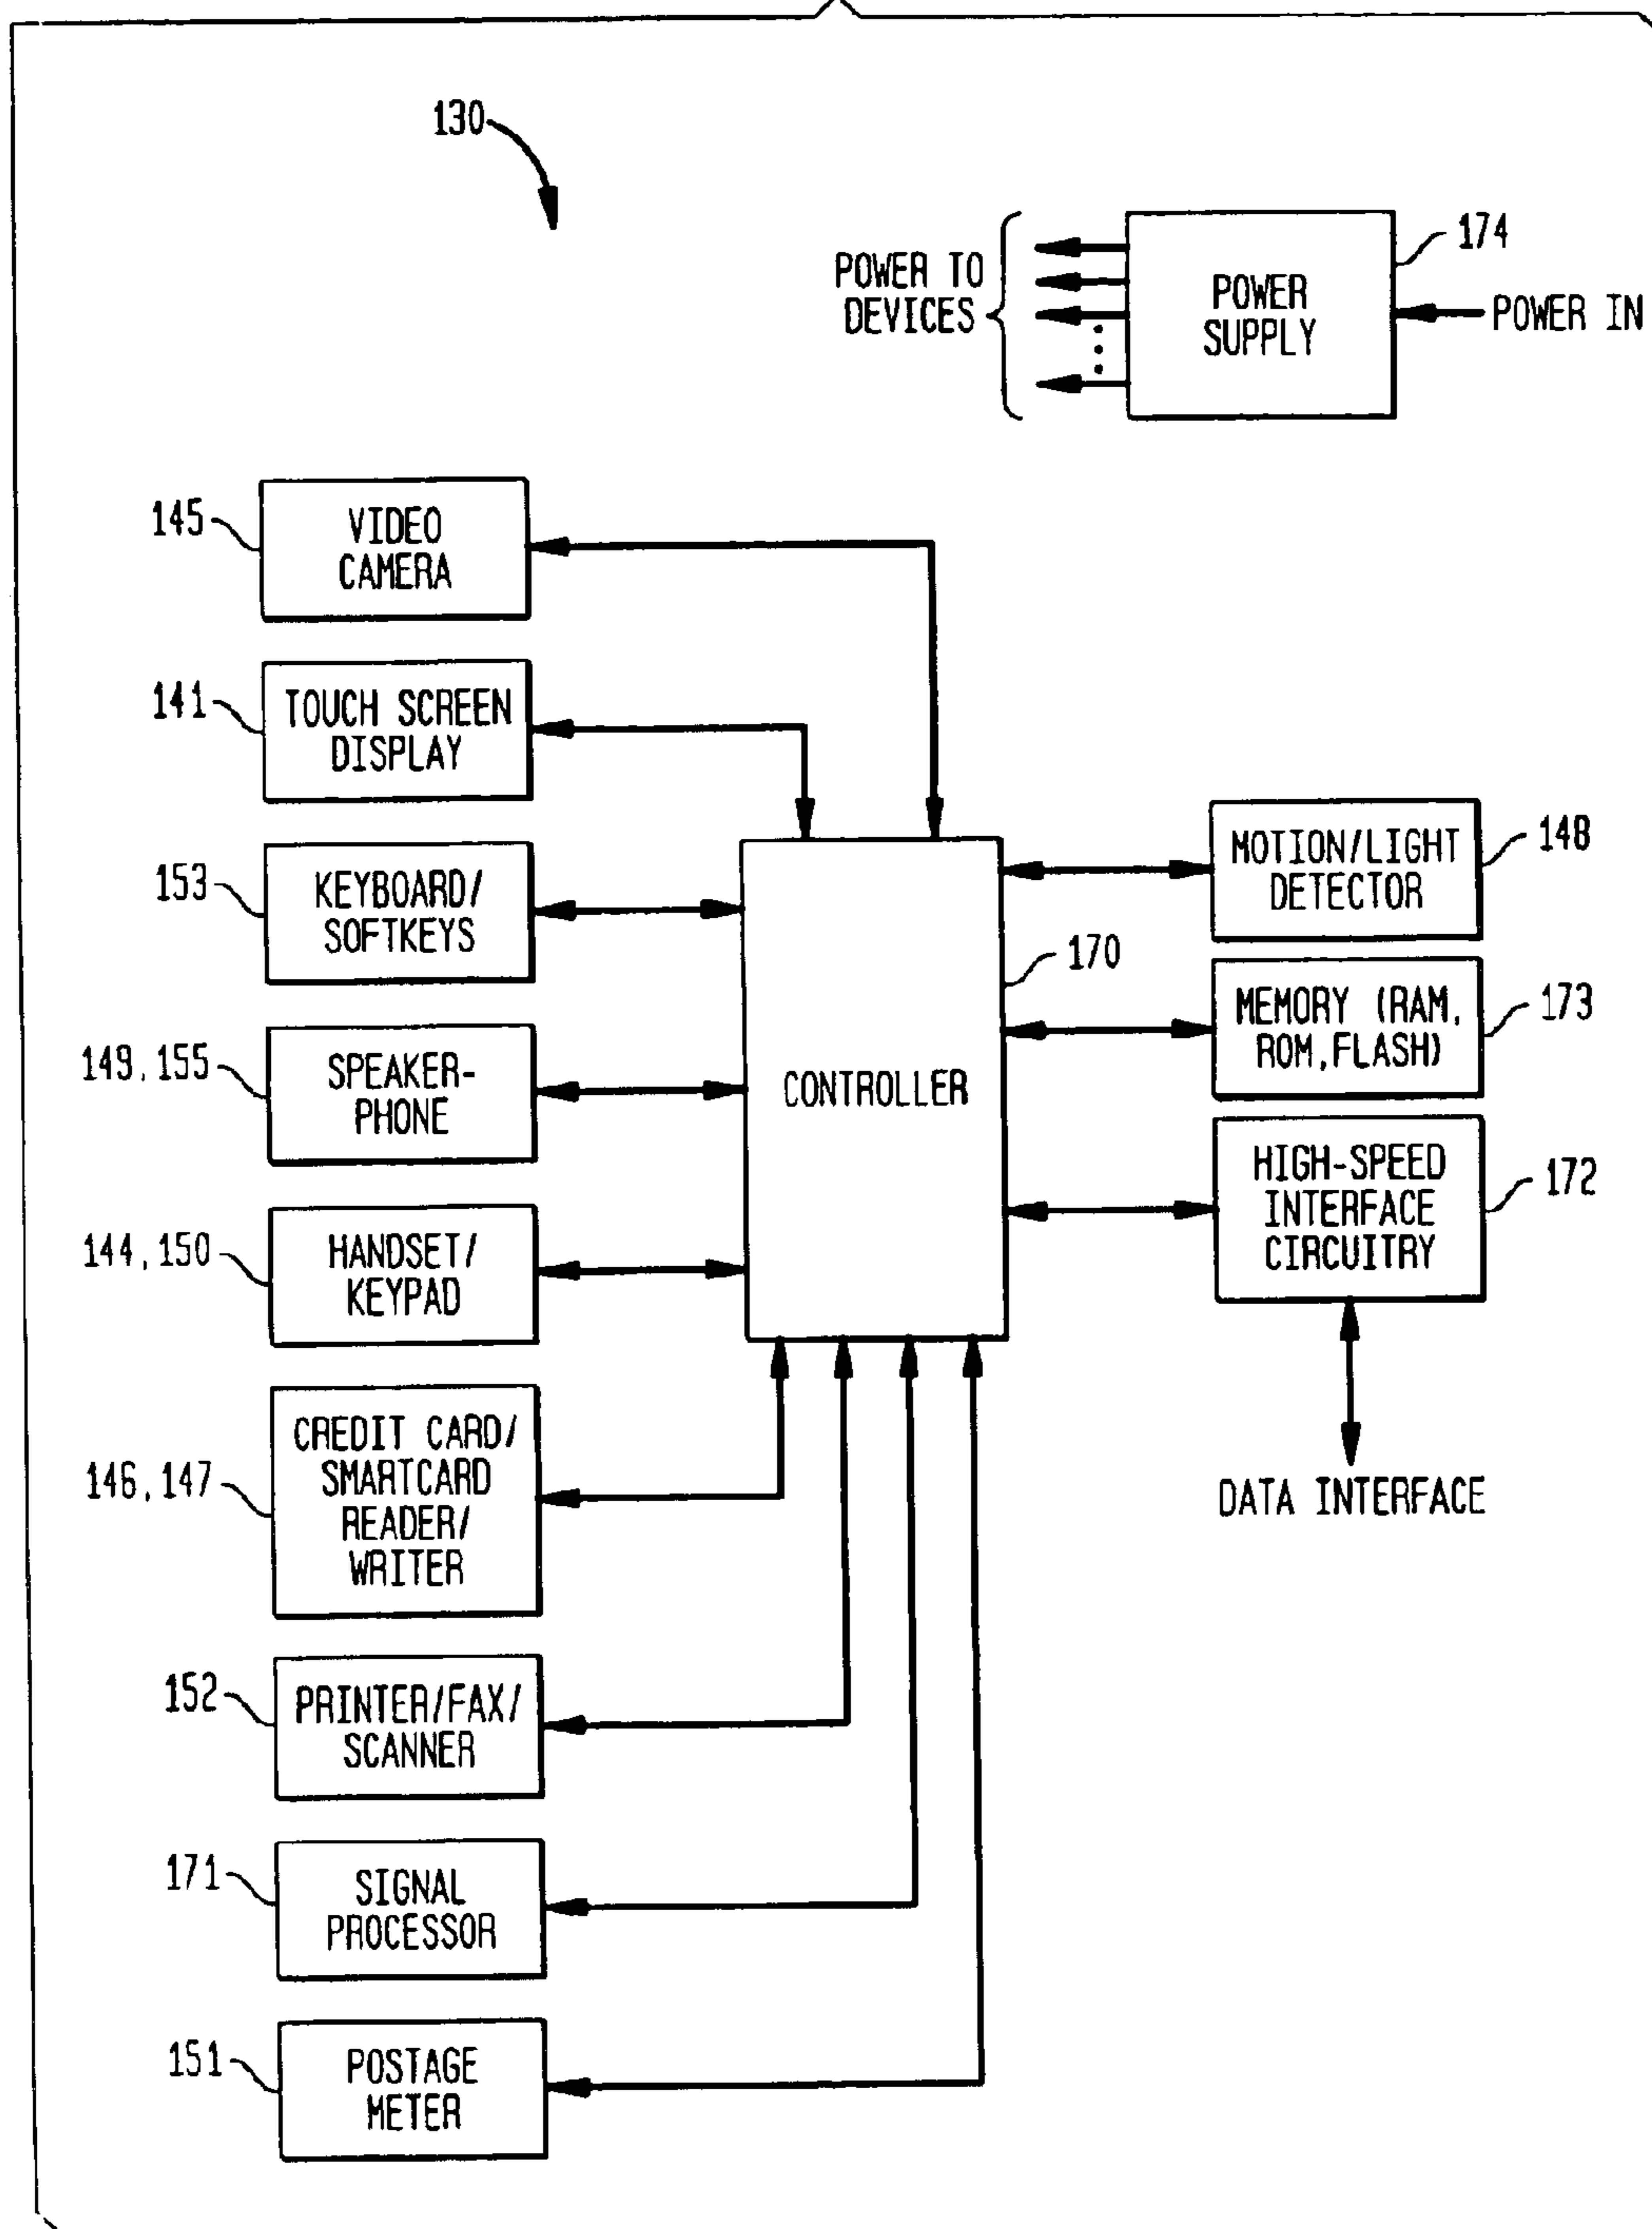 130
POWER TO
DEVICES
POWER
SUPPLY
174
POWER IN
145
VIDEO
CAMERA
141
TOUCH SCREEN
DISPLAY
153
KEYBOARD/
SOFTKEYS
149, 155
SPEAKER-
PHONE
144, 150
HANDSET/
KEYPAD
146, 147
CREDIT CARD/
SMARTCARD
READER/
WRITER
152
PRINTER/FAX/
SCANNER
171
SIGNAL
PROCESSOR
151
POSTAGE
METER
CONTROLLER
170
MOTION/LIGHT
DETECTOR
148
MEMORY (RAM,
ROM, FLASH)
173
HIGH-SPEED
INTERFACE
CIRCUITRY
172
DATA INTERFACE